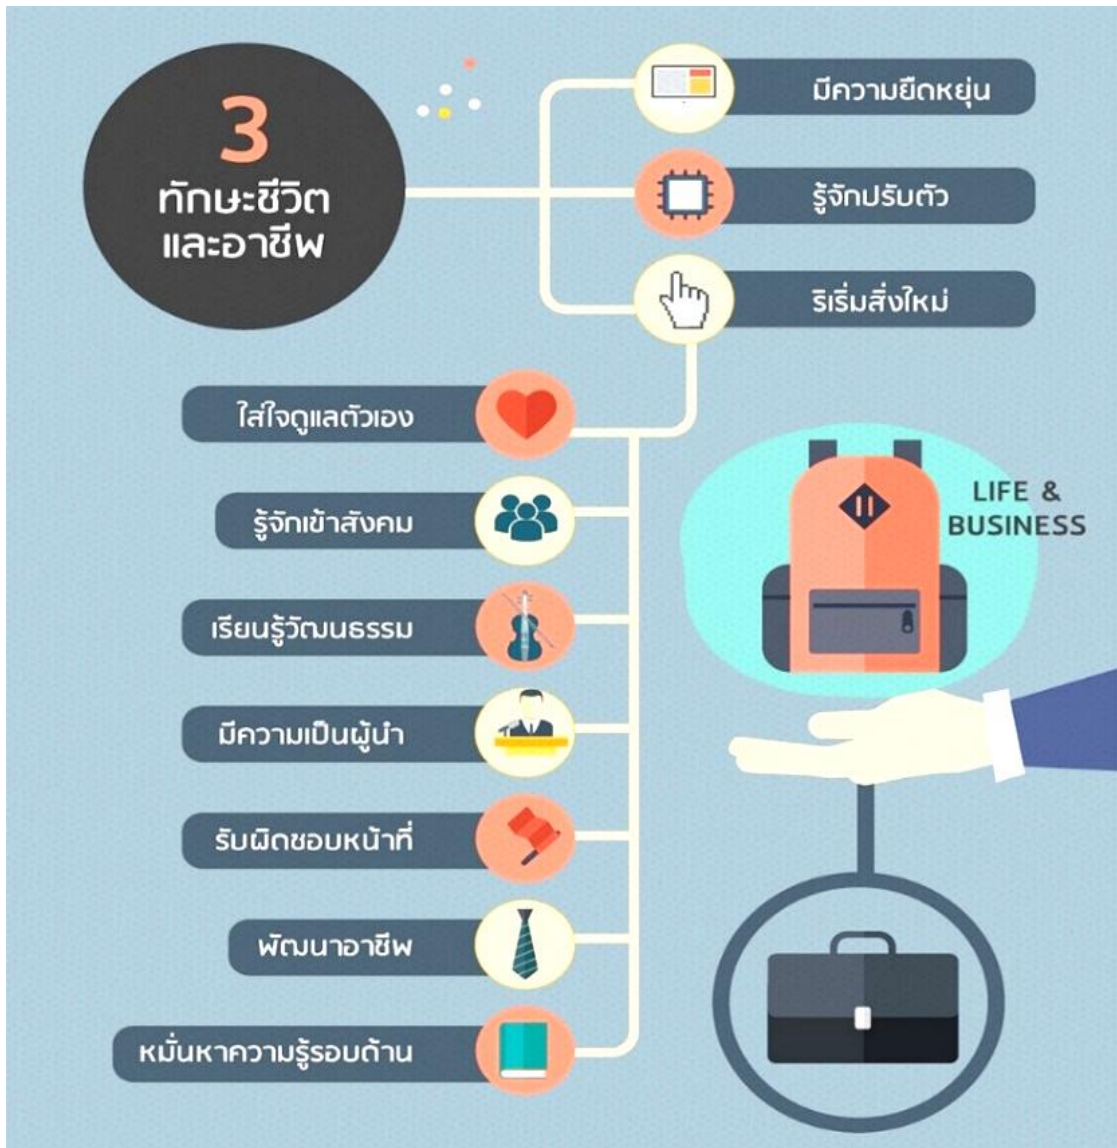 3
ทักษะชีวิต
และอาชีพ
มีความยืดหยุ่น
รู้จักปรับตัว
ริเริ่มสิ่งใหม่
ใส่ใจดูแลตัวเอง
รู้จักเข้าสังคม
เรียนรู้วัฒนธรรม
มีความเป็นผู้นำ
รับผิดชอบหน้าที่
พัฒนาอาชีพ
หมั่นหาความรู้รอบด้าน
LIFE &
BUSINESS